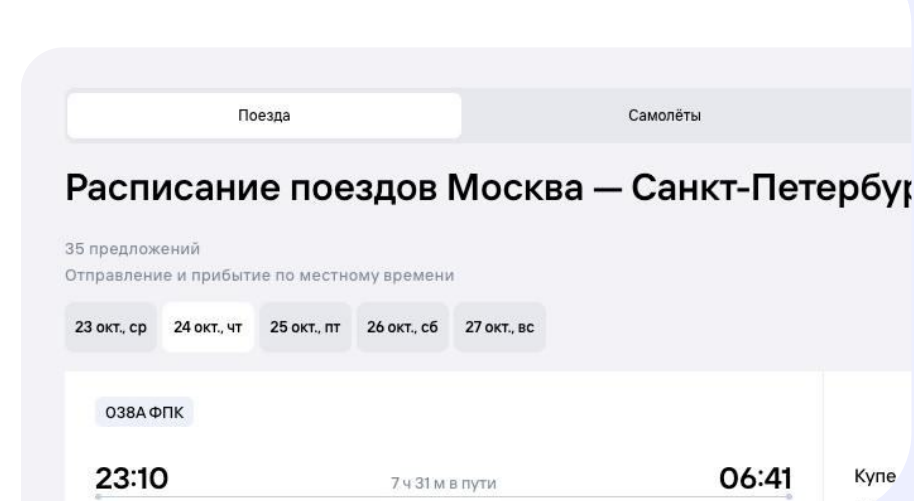 Поезда Самолёты
Расписание поездов Москва — Санкт-Петербур
35 предложений
Отправление и прибытие по местному времени
23 окт., ср 24 окт., чт 25 окт., пт 26 окт., сб 27 окт., вс
038А ФПК
23:10 7 ч 31 м в пути 06:41 Купе